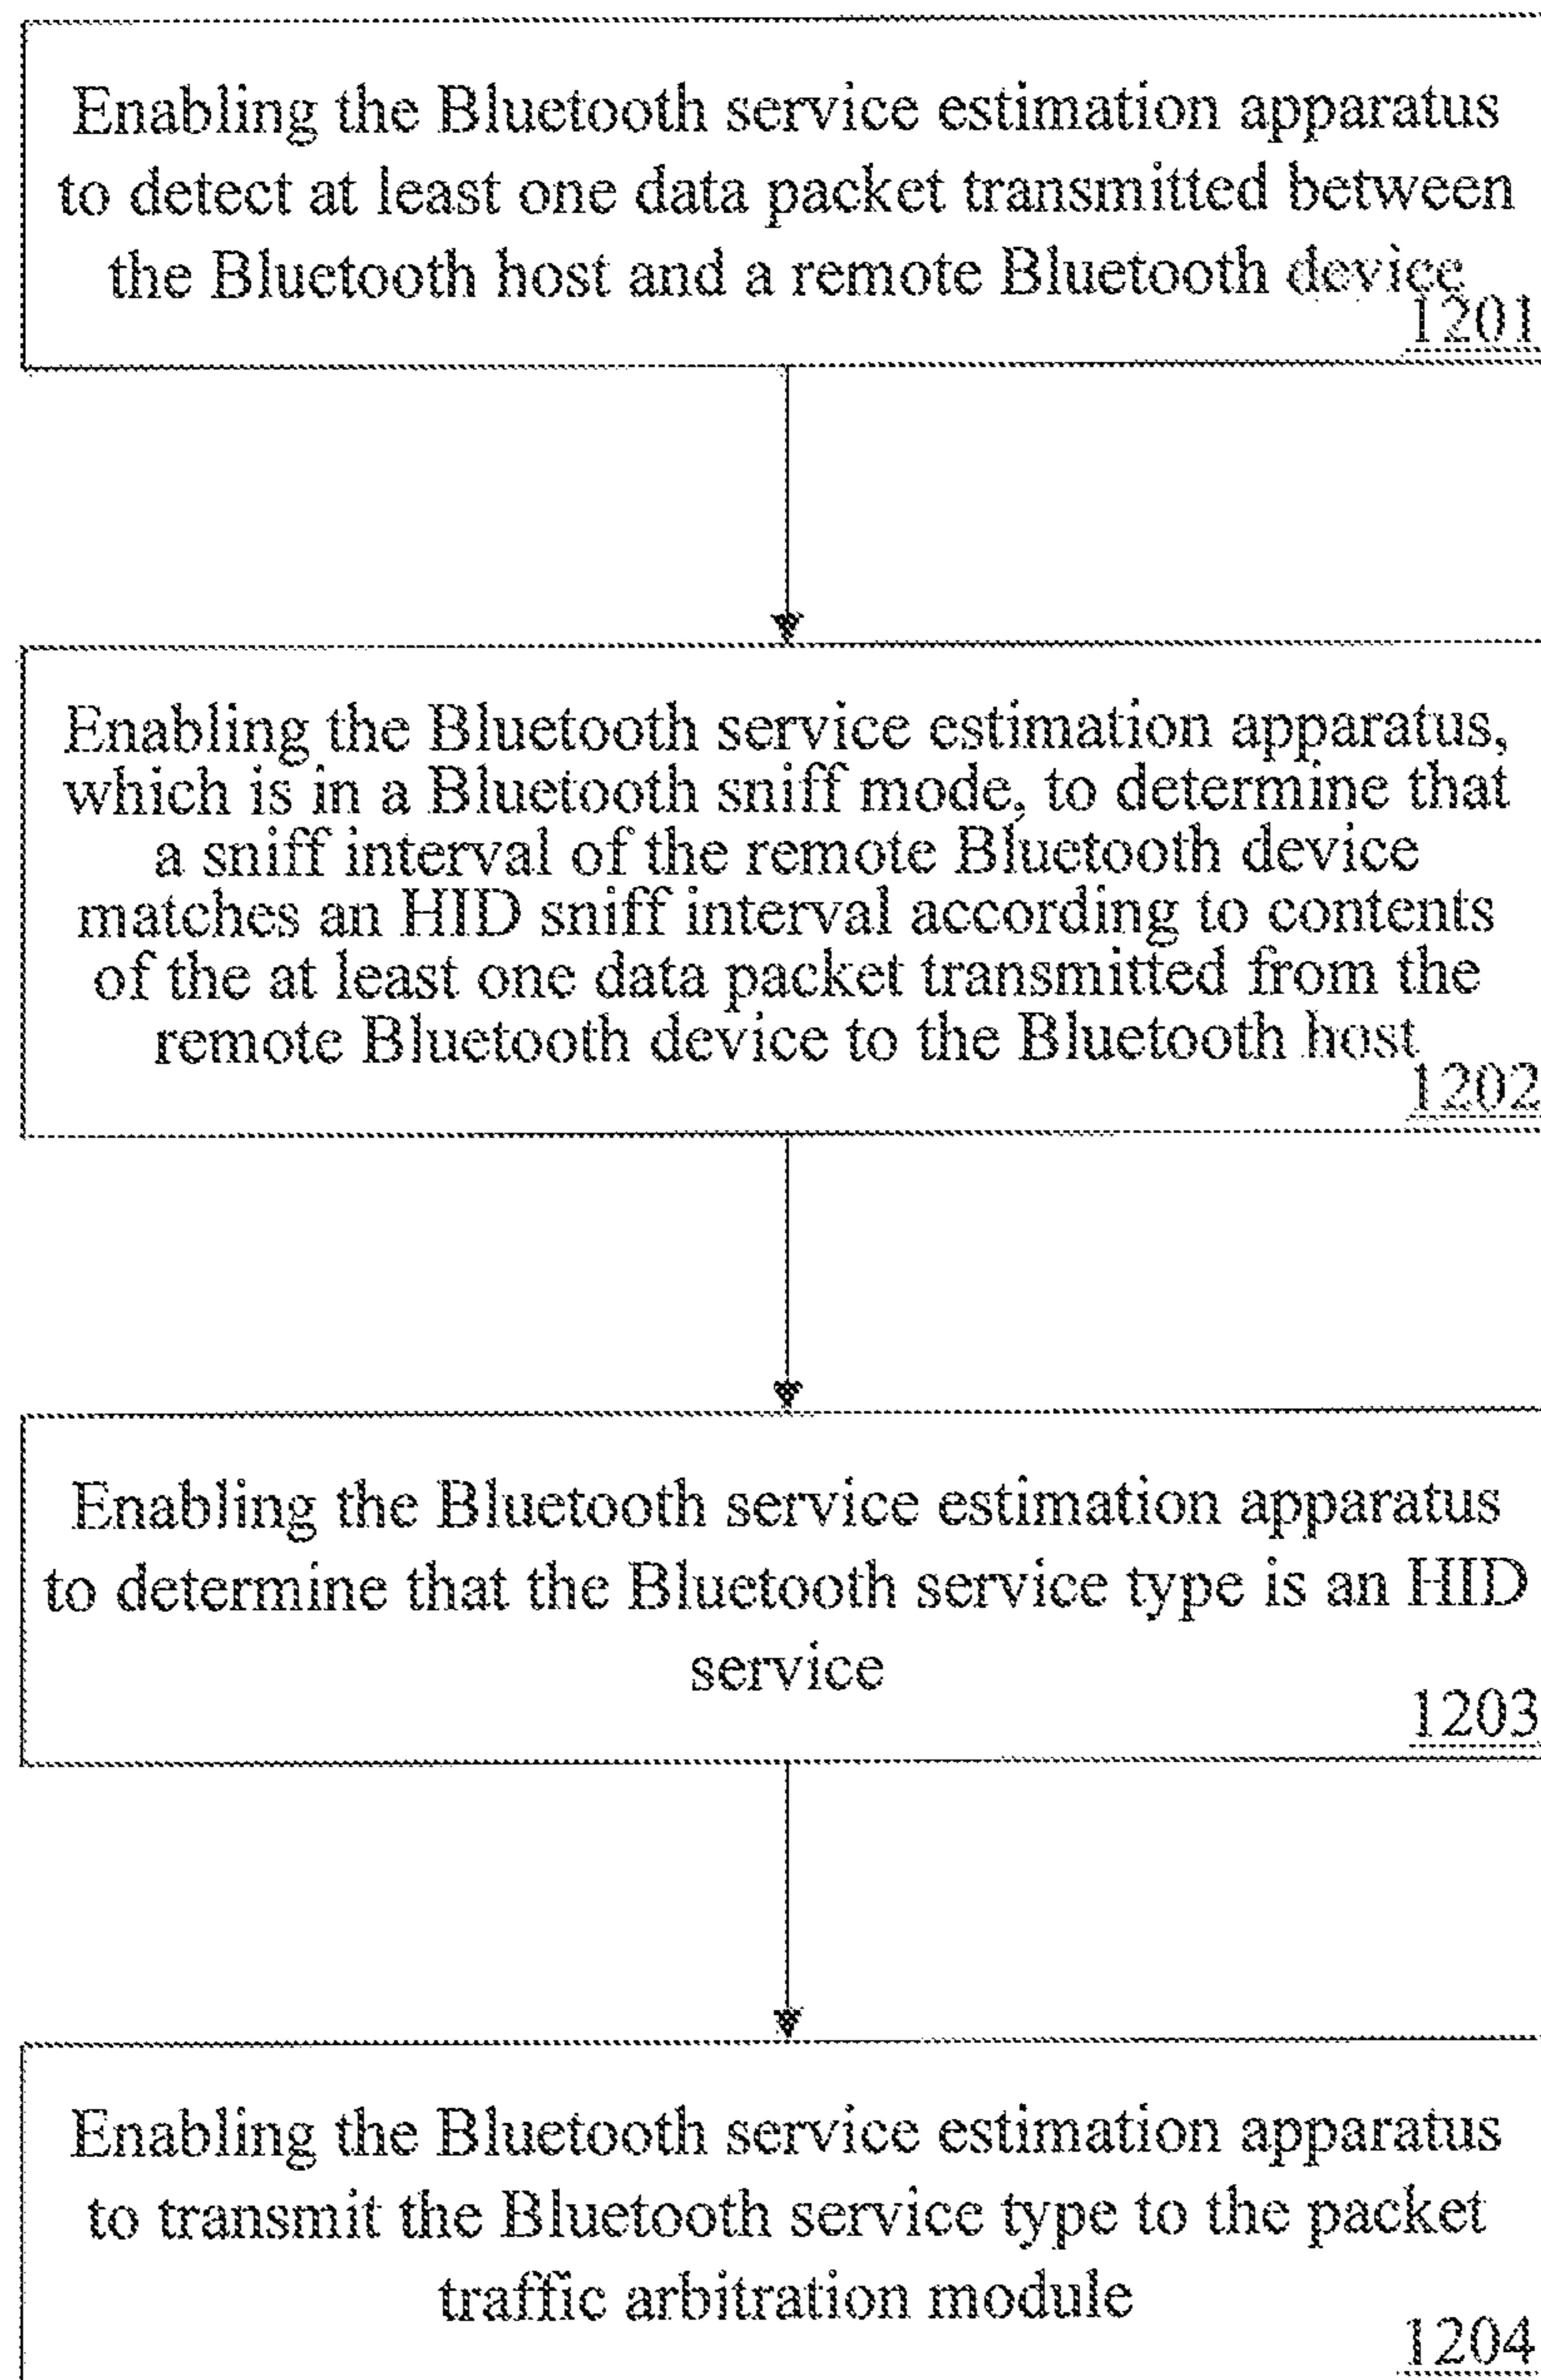 Enabling the Bluetooth service estimation apparatus
to detect at least one data packet transmitted between
the Bluetooth host and a remote Bluetooth device
1201
Enabling the Bluetooth service estimation apparatus,
which is in a Bluetooth sniff mode, to determine that
a sniff interval of the remote Bluetooth device
matches an HID sniff interval according to contents
of the at least one data packet transmitted from the
remote Bluetooth device to the Bluetooth host
1202
Enabling the Bluetooth service estimation apparatus
to determine that the Bluetooth service type is an HID
service
1203
Enabling the Bluetooth service estimation apparatus
to transmit the Bluetooth service type to the packet
traffic arbitration module
1204